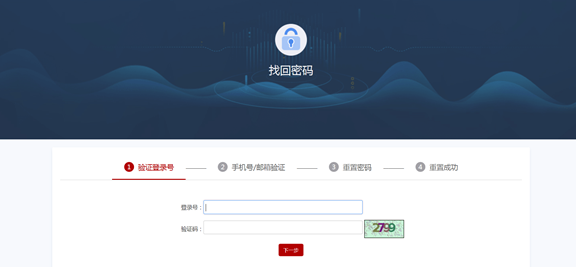 找回密码
1 验证登录号
2 手机号/邮箱验证
3 重置密码
4 重置成功
登录号：
验证码： 2799
下一步